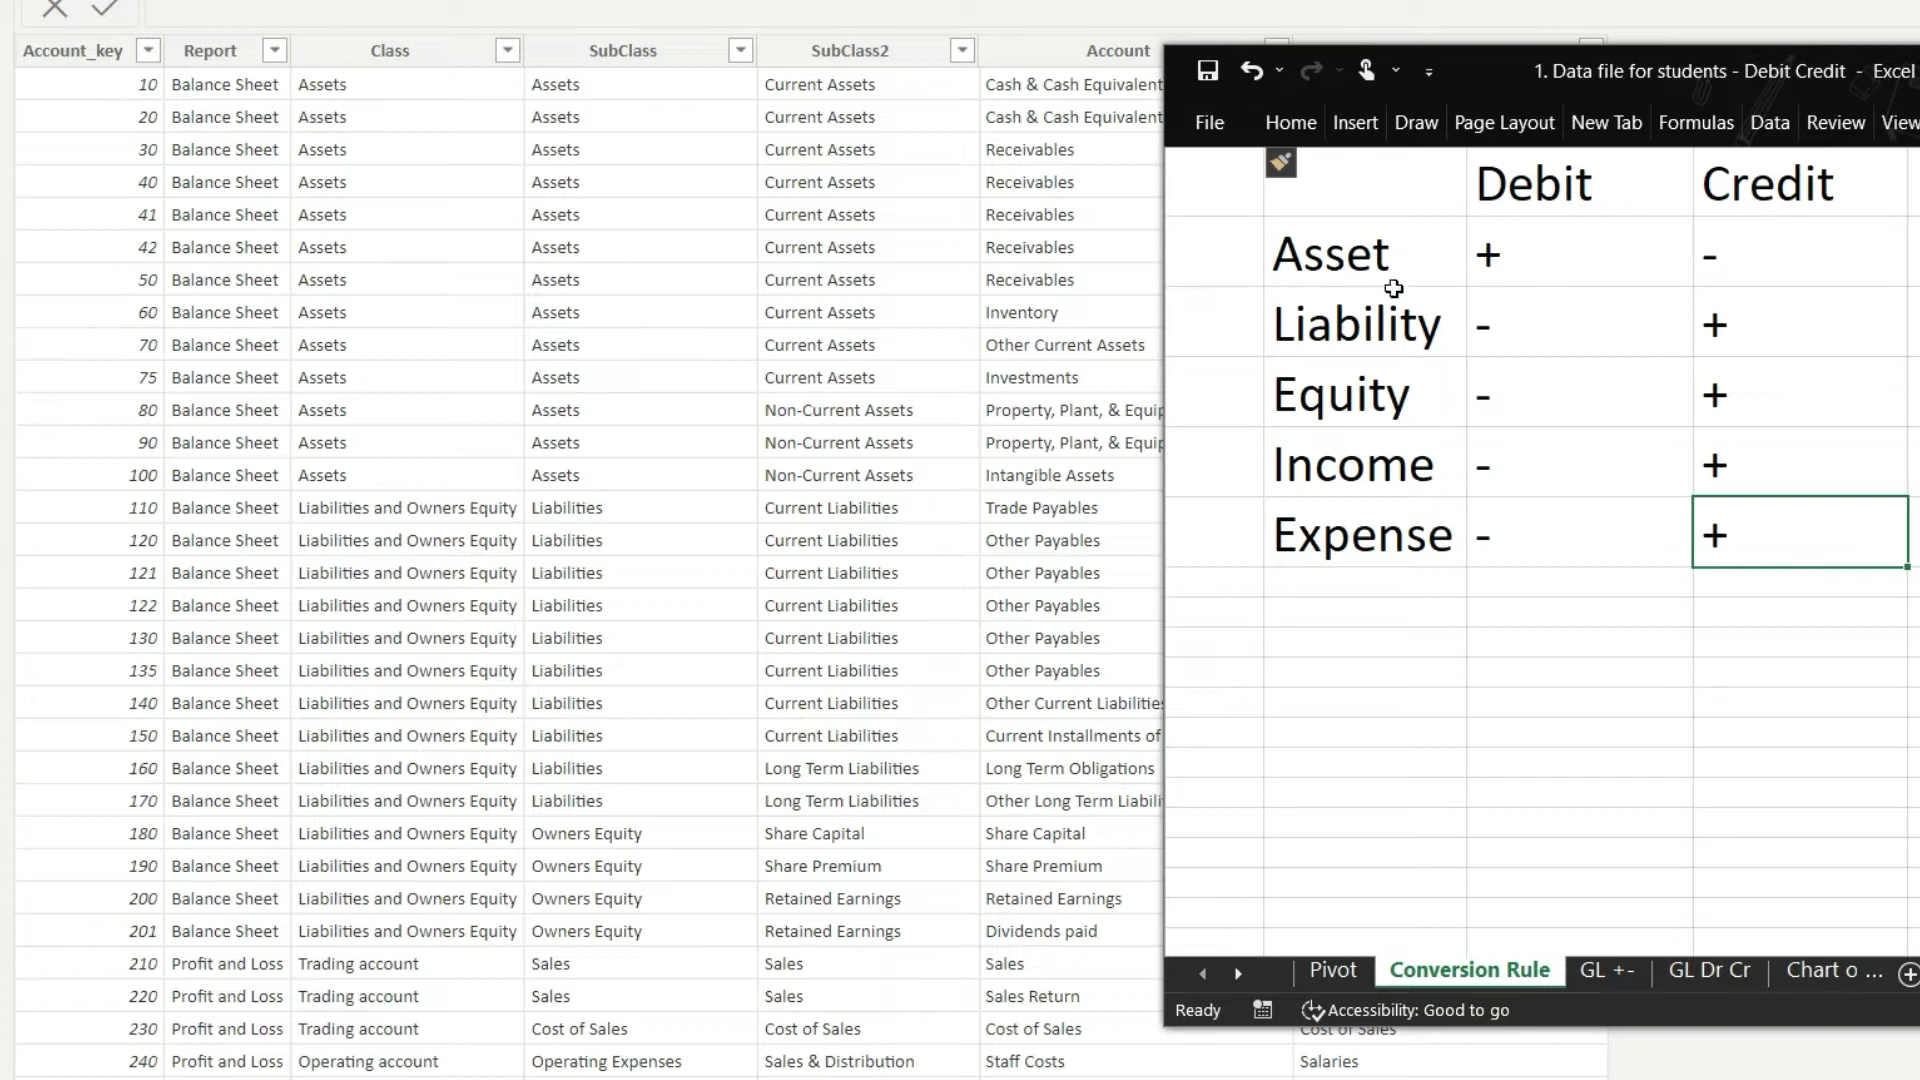 Account_key Report Class SubClass SubClass2 Account
10 Balance Sheet Assets Assets Current Assets Cash & Cash Equivalent
20 Balance Sheet Assets Assets Current Assets Cash & Cash Equivalent
30 Balance Sheet Assets Assets Current Assets Receivables
40 Balance Sheet Assets Assets Current Assets Receivables
41 Balance Sheet Assets Assets Current Assets Receivables
42 Balance Sheet Assets Assets Current Assets Receivables
50 Balance Sheet Assets Assets Current Assets Receivables
60 Balance Sheet Assets Assets Current Assets Inventory
70 Balance Sheet Assets Assets Current Assets Other Current Assets
75 Balance Sheet Assets Assets Current Assets Investments
80 Balance Sheet Assets Assets Non-Current Assets Property, Plant, & Equip
90 Balance Sheet Assets Assets Non-Current Assets Property, Plant, & Equip
100 Balance Sheet Assets Assets Non-Current Assets Intangible Assets
110 Balance Sheet Liabilities and Owners Equity Liabilities Current Liabilities Trade Payables
120 Balance Sheet Liabilities and Owners Equity Liabilities Current Liabilities Other Payables
121 Balance Sheet Liabilities and Owners Equity Liabilities Current Liabilities Other Payables
122 Balance Sheet Liabilities and Owners Equity Liabilities Current Liabilities Other Payables
130 Balance Sheet Liabilities and Owners Equity Liabilities Current Liabilities Other Payables
135 Balance Sheet Liabilities and Owners Equity Liabilities Current Liabilities Other Payables
140 Balance Sheet Liabilities and Owners Equity Liabilities Current Liabilities Other Current Liabilities
150 Balance Sheet Liabilities and Owners Equity Liabilities Current Liabilities Current Installments of
160 Balance Sheet Liabilities and Owners Equity Liabilities Long Term Liabilities Long Term Obligations
170 Balance Sheet Liabilities and Owners Equity Liabilities Long Term Liabilities Other Long Term Liabili
180 Balance Sheet Liabilities and Owners Equity Owners Equity Share Capital Share Capital
190 Balance Sheet Liabilities and Owners Equity Owners Equity Share Premium Share Premium
200 Balance Sheet Liabilities and Owners Equity Owners Equity Retained Earnings Retained Earnings
201 Balance Sheet Liabilities and Owners Equity Owners Equity Retained Earnings Dividends paid
210 Profit and Loss Trading account Sales Sales Sales
220 Profit and Loss Trading account Sales Sales Sales Return
230 Profit and Loss Trading account Cost of Sales Cost of Sales Cost of Sales Cost of Sales
240 Profit and Loss Operating account Operating Expenses Sales & Distribution Staff Costs Salaries
1. Data file for students - Debit Credit - Excel
File Home Insert Draw Page Layout New Tab Formulas Data Review View
Debit Credit
Asset + -
Liability - +
Equity - +
Income - +
Expense - +
Pivot Conversion Rule GL +- GL Dr Cr Chart o ...
Ready Accessibility: Good to go